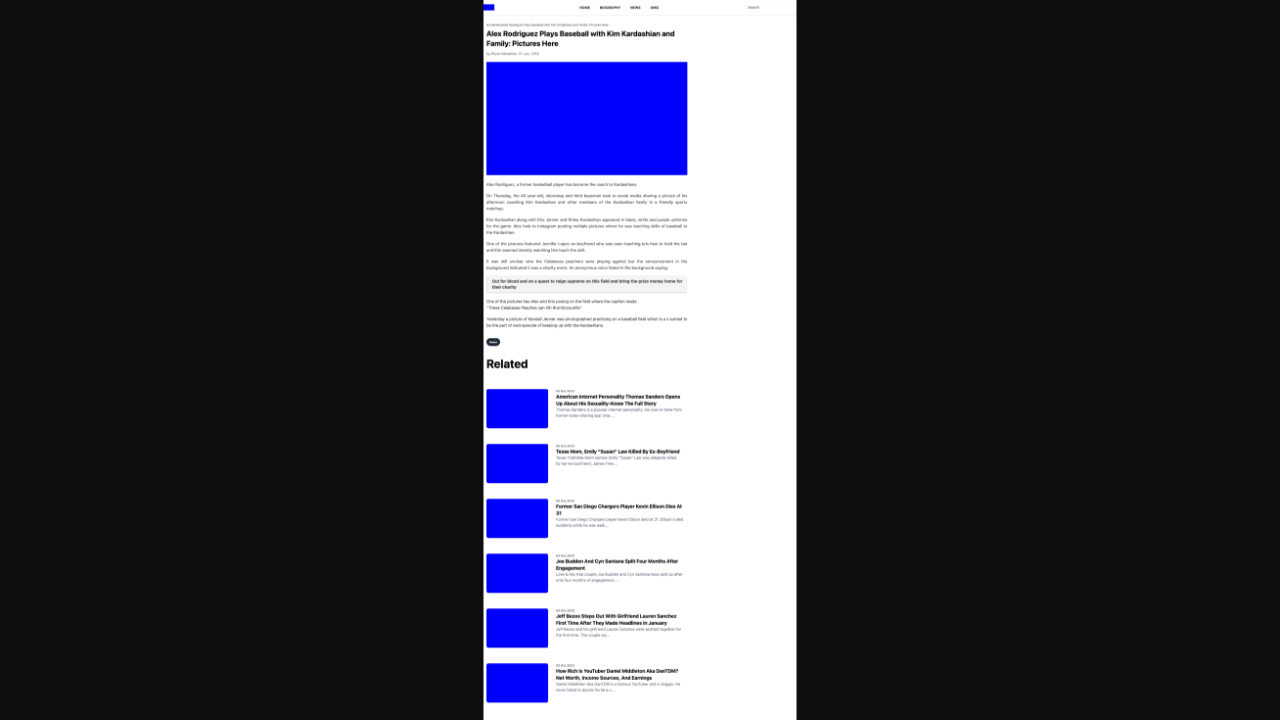 HOME BIOGRAPHY NEWS BING Search
Alex Rodriguez Plays Baseball with Kim Kardashian and
Family: Pictures Here
Alex Rodriguez, a former basketball player has become the coach to Kardashians.
On Thursday, the 43-year-old, shortstop and third baseman took to social media sharing a picture of his
afternoon coaching Kim Kardashian and other members of the Kardashian family in a friendly sports
matchup.
Kim Kardashian along with Kris Jenner and Khloe Kardashian appeared in black, white and purple uniforms
for the game. Alex took to Instagram posting multiple pictures where he was teaching skills of baseball to
the Kardashian.
One of the pictures featured Jennifer Lopez ex-boyfriend who was seen teaching Kris how to hold the bat
and Kim seemed intently watching him teach the skill.
It was still unclear who the Calabasas peaches were playing against but the announcement in the
background indicated it was a charity event. An anonymous voice hailed in the background saying:
Out for blood and on a quest to reign supreme on this field and bring the prize money home for
their charity
One of the pictures has Alex and Kris posing on the field where the caption reads:
"These Calabasas Peaches can hit!
Yesterday a picture of Kendall Jenner was photographed practicing on a baseball field which is a s rumored to
be the part of next episode of keeping up with the Kardashians.
News
Related
American Internet Personality Thomas Sanders Opens
Up About His Sexuality-Know The Full Story
Thomas Sanders is a popular internet personality. He rose to fame from
former video sharing app Vine....
Texas Mom, Emily "Susan" Law Killed By Ex-Boyfriend
Texas Triathlete Mom namely Emily "Susan" Law was allegedly killed
by her ex-boyfriend, James Yates...
Former San Diego Chargers Player Kevin Ellison Dies At
31
Former San Diego Chargers player Kevin Ellison died at 31. Ellison's died
suddenly while he was walk...
Joe Budden And Cyn Santana Split Four Months After
Engagement
Love & Hip Hop couple Joe Budden and Cyn Santana have split up after
only four months of engagement....
Jeff Bezos Steps Out With Girlfriend Lauren Sanchez
First Time After They Made Headlines in January
Jeff Bezos and his girlfriend Lauren Sanchez were spotted together for
the first time. The couple wa...
How Rich Is YouTuber Daniel Middleton Aka DanTDM?
Net Worth, Income Sources, And Earnings
Daniel Middleton Aka DanTDM is a famous YouTuber and a vlogger. He
never failed to dazzle his fans v...